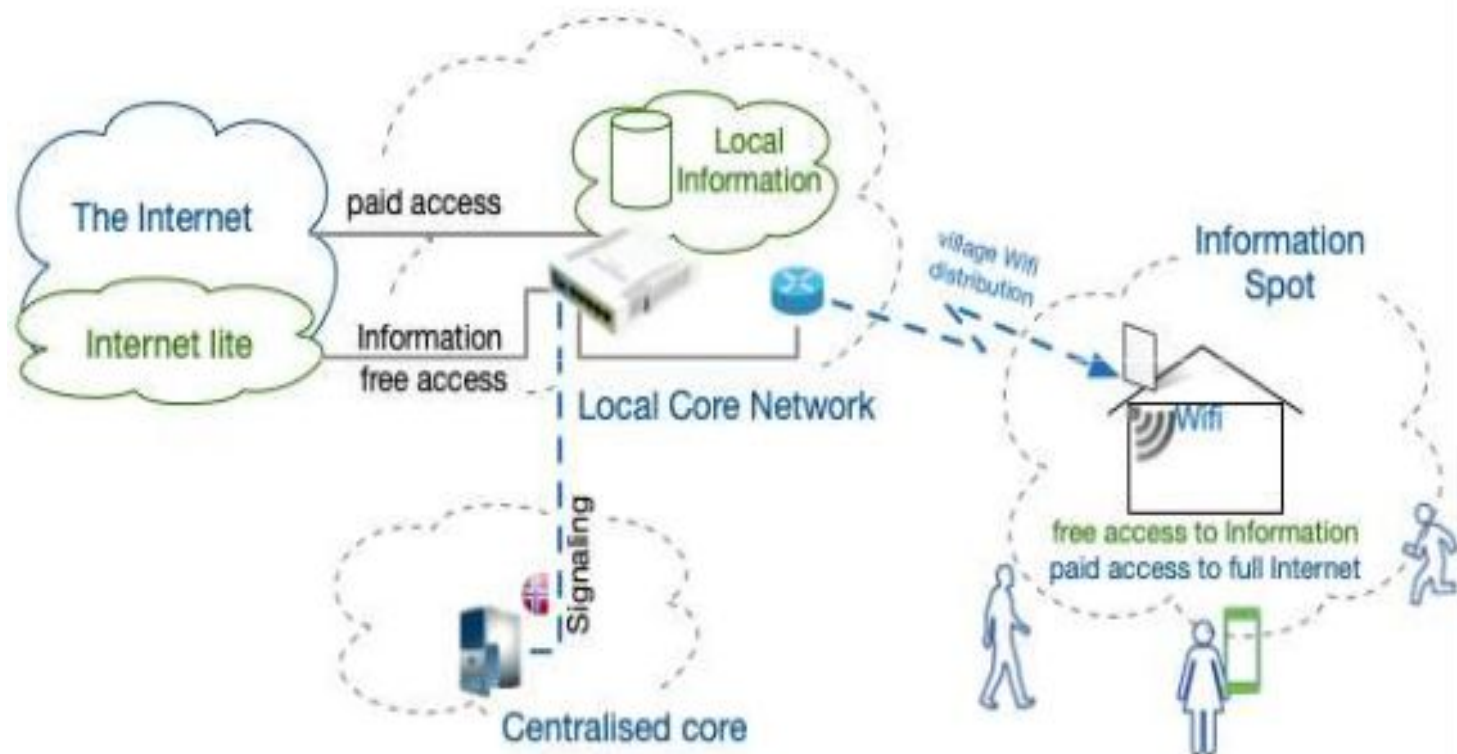 Local
Information
The Internet
paid access
Internet lite
Information
free access
village Wifi
distribution
Information
Spot
Local Core Network
Wifi
Signaling
free access to Information
paid access to full Internet
Centralised core